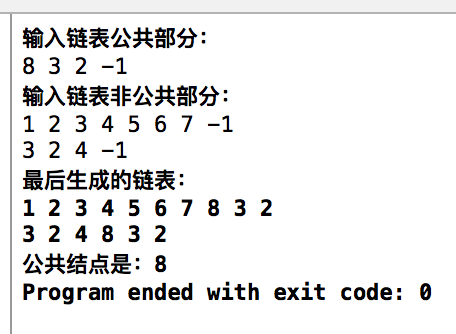 输入链表公共部分：
8 3 2 -1
输入链表非公共部分：
1 2 3 4 5 6 7 -1
3 2 4 -1
最后生成的链表：
1 2 3 4 5 6 7 8 3 2
3 2 4 8 3 2
公共结点是：8
Program ended with exit code: 0